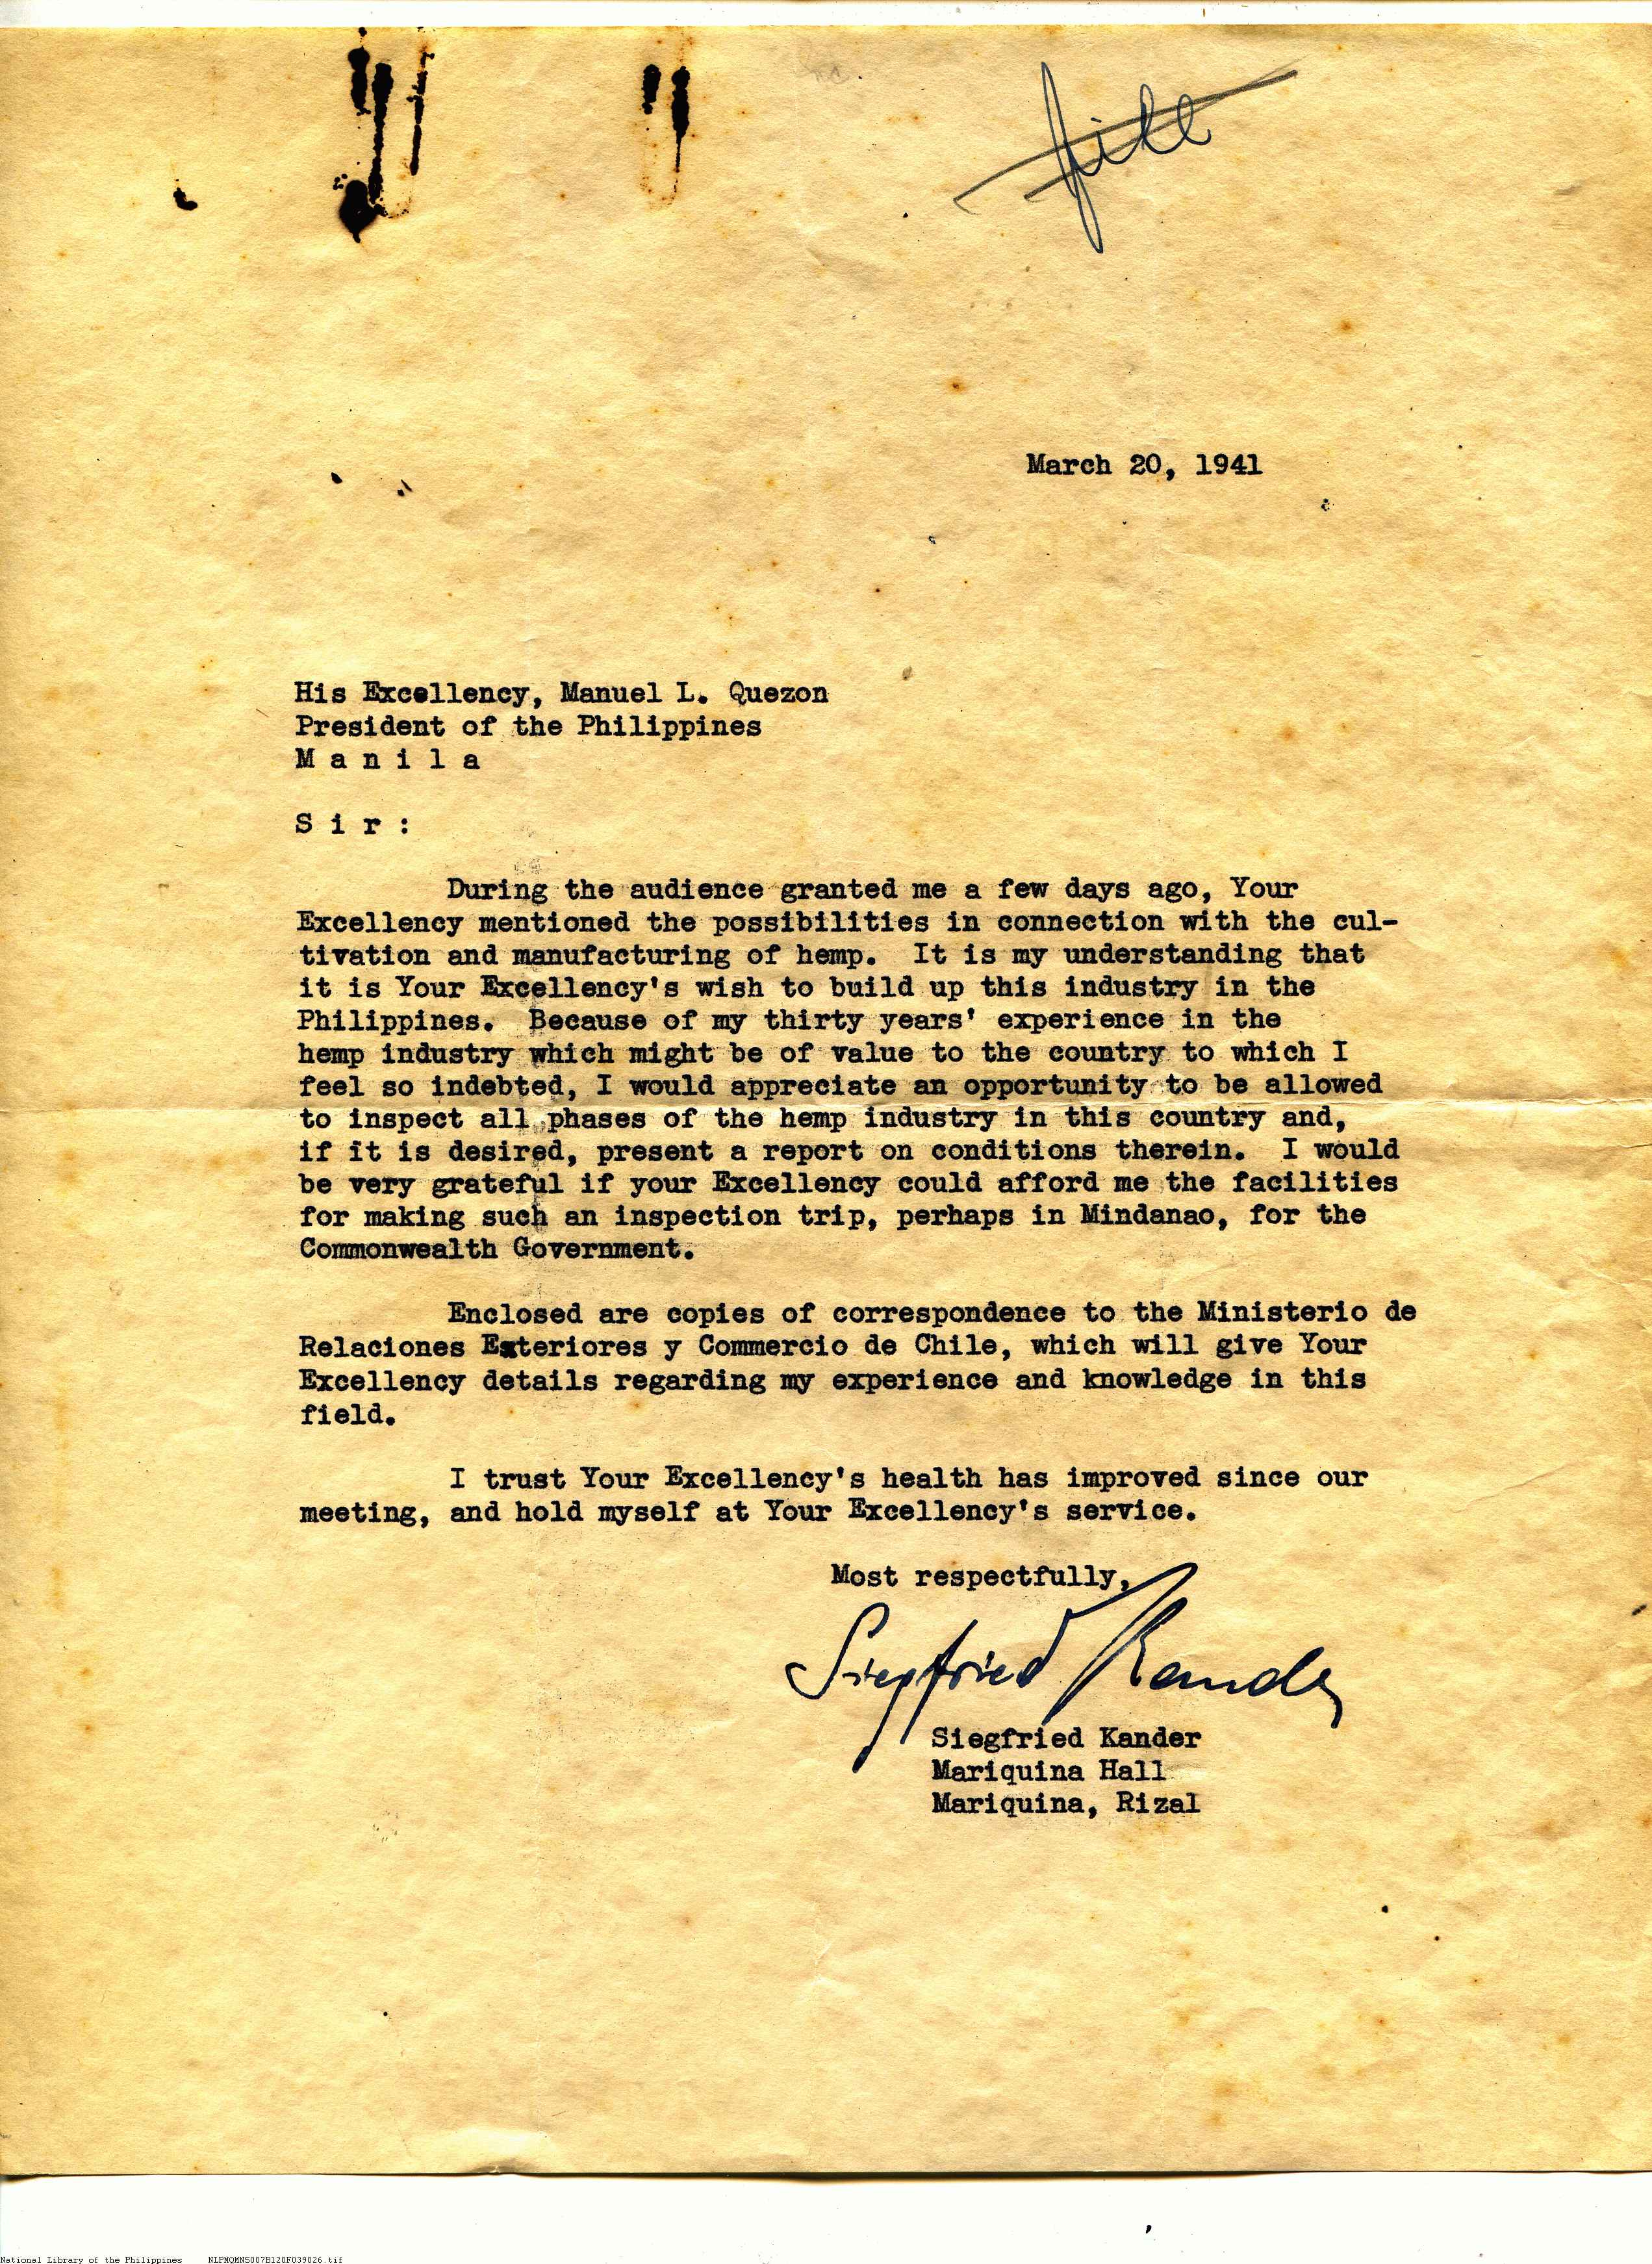 file
March 20, 1941
His Excellency, Manuel L. Quezon
President of the Philippines
M a n i l a
S i r :
During the audience granted me a few days ago, Your
Excellency mentioned the possibilities in connection with the cul-
tivation and manufacturing of hemp. It is my understanding that
it is Your Excellency's wish to build up this industry in the
Philippines. Because of my thirty years' experience in the
hemp industry which might be of value to the country to which I
feel so indebted, I would appreciate an opportunity to be allowed
to inspect all phases of the hemp industry in this country and,
if it is desired, present a report on conditions therein. I would
be very grateful if your Excellency could afford me the facilities
for making such an inspection trip, perhaps in Mindanao, for the
Commonwealth Government.
Enclosed are copies of correspondence to the Ministerio de
Relaciones Exteriores y Commercio de Chile, which will give Your
Excellency details regarding my experience and knowledge in this
field.
I trust Your Excellency's health has improved since our
meeting, and hold myself at Your Excellency's service.
Most respectfully,
Siegfried Kander
Siegfried Kander
Mariquina Hall
Mariquina, Rizal
National Library of the Philippines NLPMQMNS007B120F039026.tif